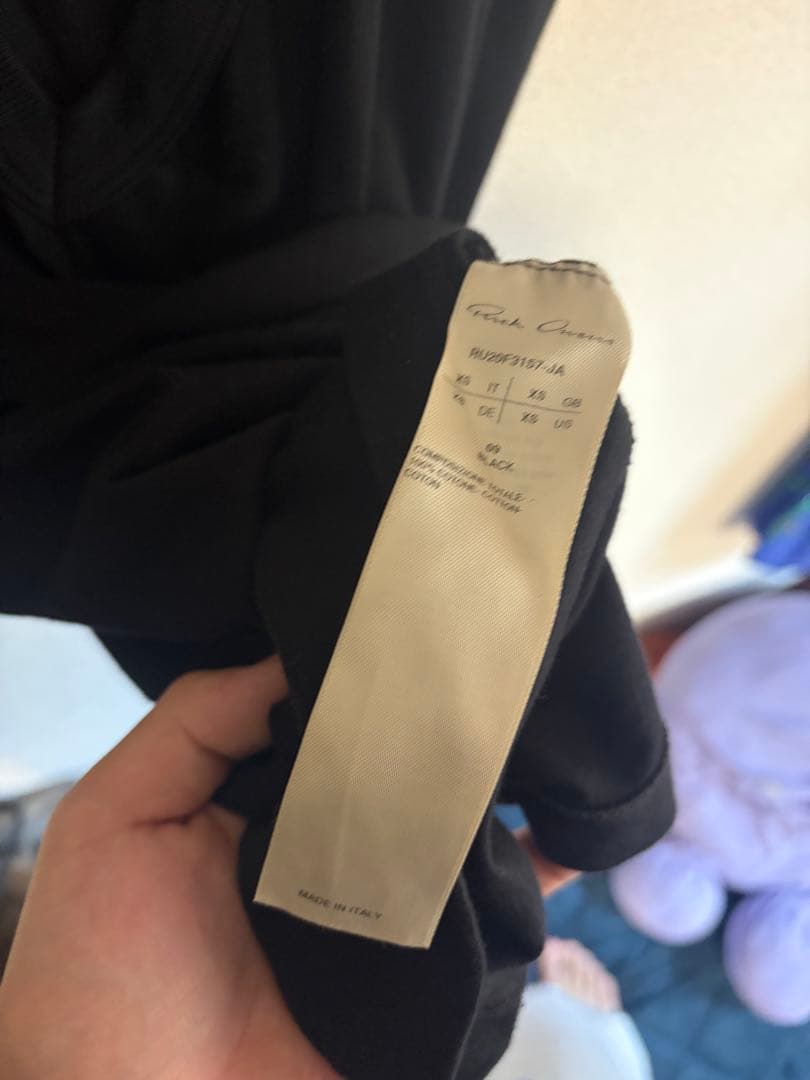 Rick Owens
RU20F3157-JA
XS IT XS GB
XS DE XS US
09
BLACK
COMPOSIZIONE TOTALE /
100% COTONE COTTON
COTON
MADE IN ITALY